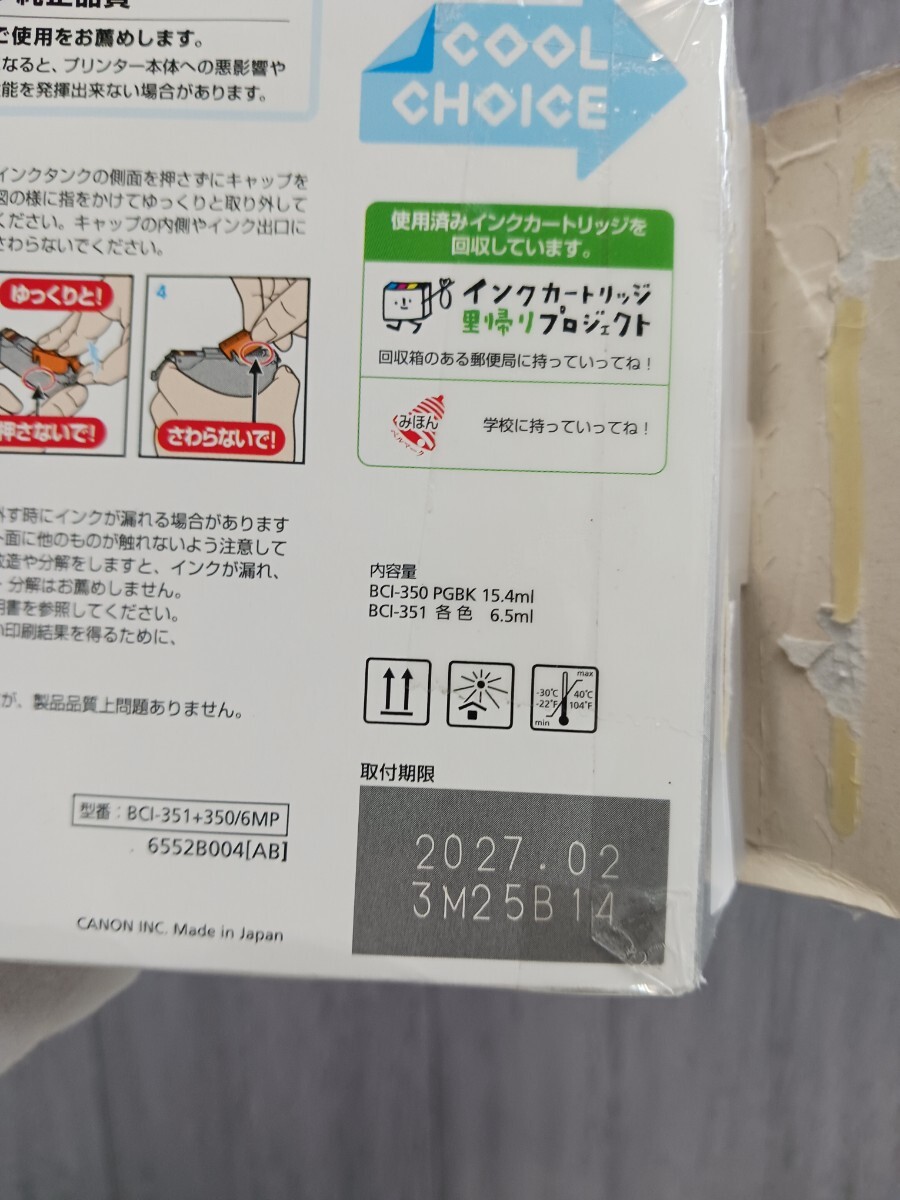 純正品質
ご使用をお薦めします。
なると、プリンター本体への悪影響や
能を発揮出来ない場合があります。
COOL
CHOICE
インクタンクの側面を押さずにキャップを
図の様に指をかけてゆっくりと取り外して
ください。キャップの内側やインク出口に
さわらないでください。
ゆっくりと!
押さないで!
4
さわらないで!
使用済みインクカートリッジを
回収しています。
インクカートリッジ
里帰りプロジェクト
回収箱のある郵便局に持っていってね!
みほん
ベルマーク
学校に持っていってね!
外す時にインクが漏れる場合があります
面に他のものが触れないよう注意して
改造や分解をしますと、インクが漏れ、
・分解はお薦めしません。
明書を参照してください。
い印刷結果を得るために、
が、製品品質上問題ありません。
内容量
BCI-350 PGBK 15.4ml
BCI-351 各色 6.5ml
max
-30℃ 40℃
-22°F 104°F
min
取付期限
2027.02
3M25B14
型番:BCI-351+350/6MP
6552B004[AB]
CANON INC. Made in Japan